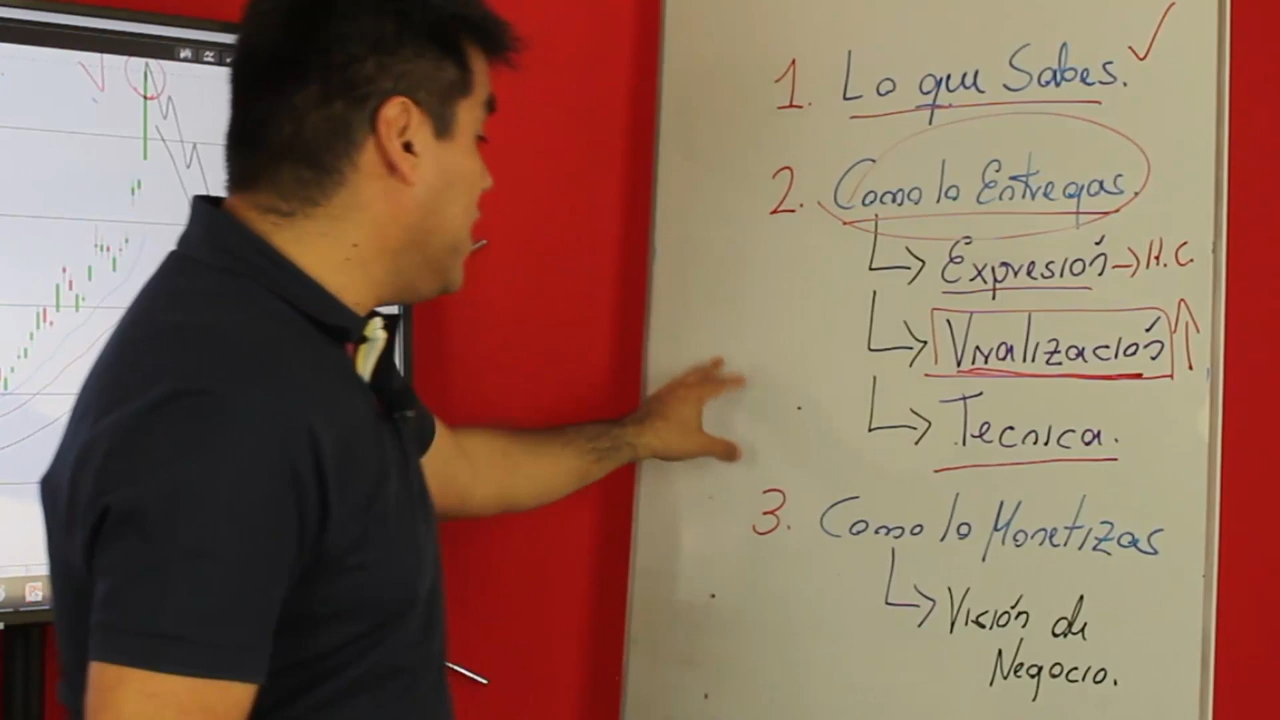 1. Lo que Sabes.
2. Como lo Entregas.
Expresión → H.C.
Viralización ↑
Tecnica.
3. Como lo Monetizas
Visión de
Negocio.